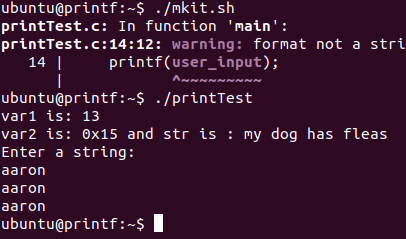 ubuntu@printf:~$ ./mkit.sh
printTest.c: In function 'main':
printTest.c:14:12: warning: format not a stri
   14 |     printf(user_input);
      |            ^~~~~~~~~~
ubuntu@printf:~$ ./printTest
var1 is: 13
var2 is: 0x15 and str is : my dog has fleas
Enter a string:
aaron
aaron
aaron
ubuntu@printf:~$